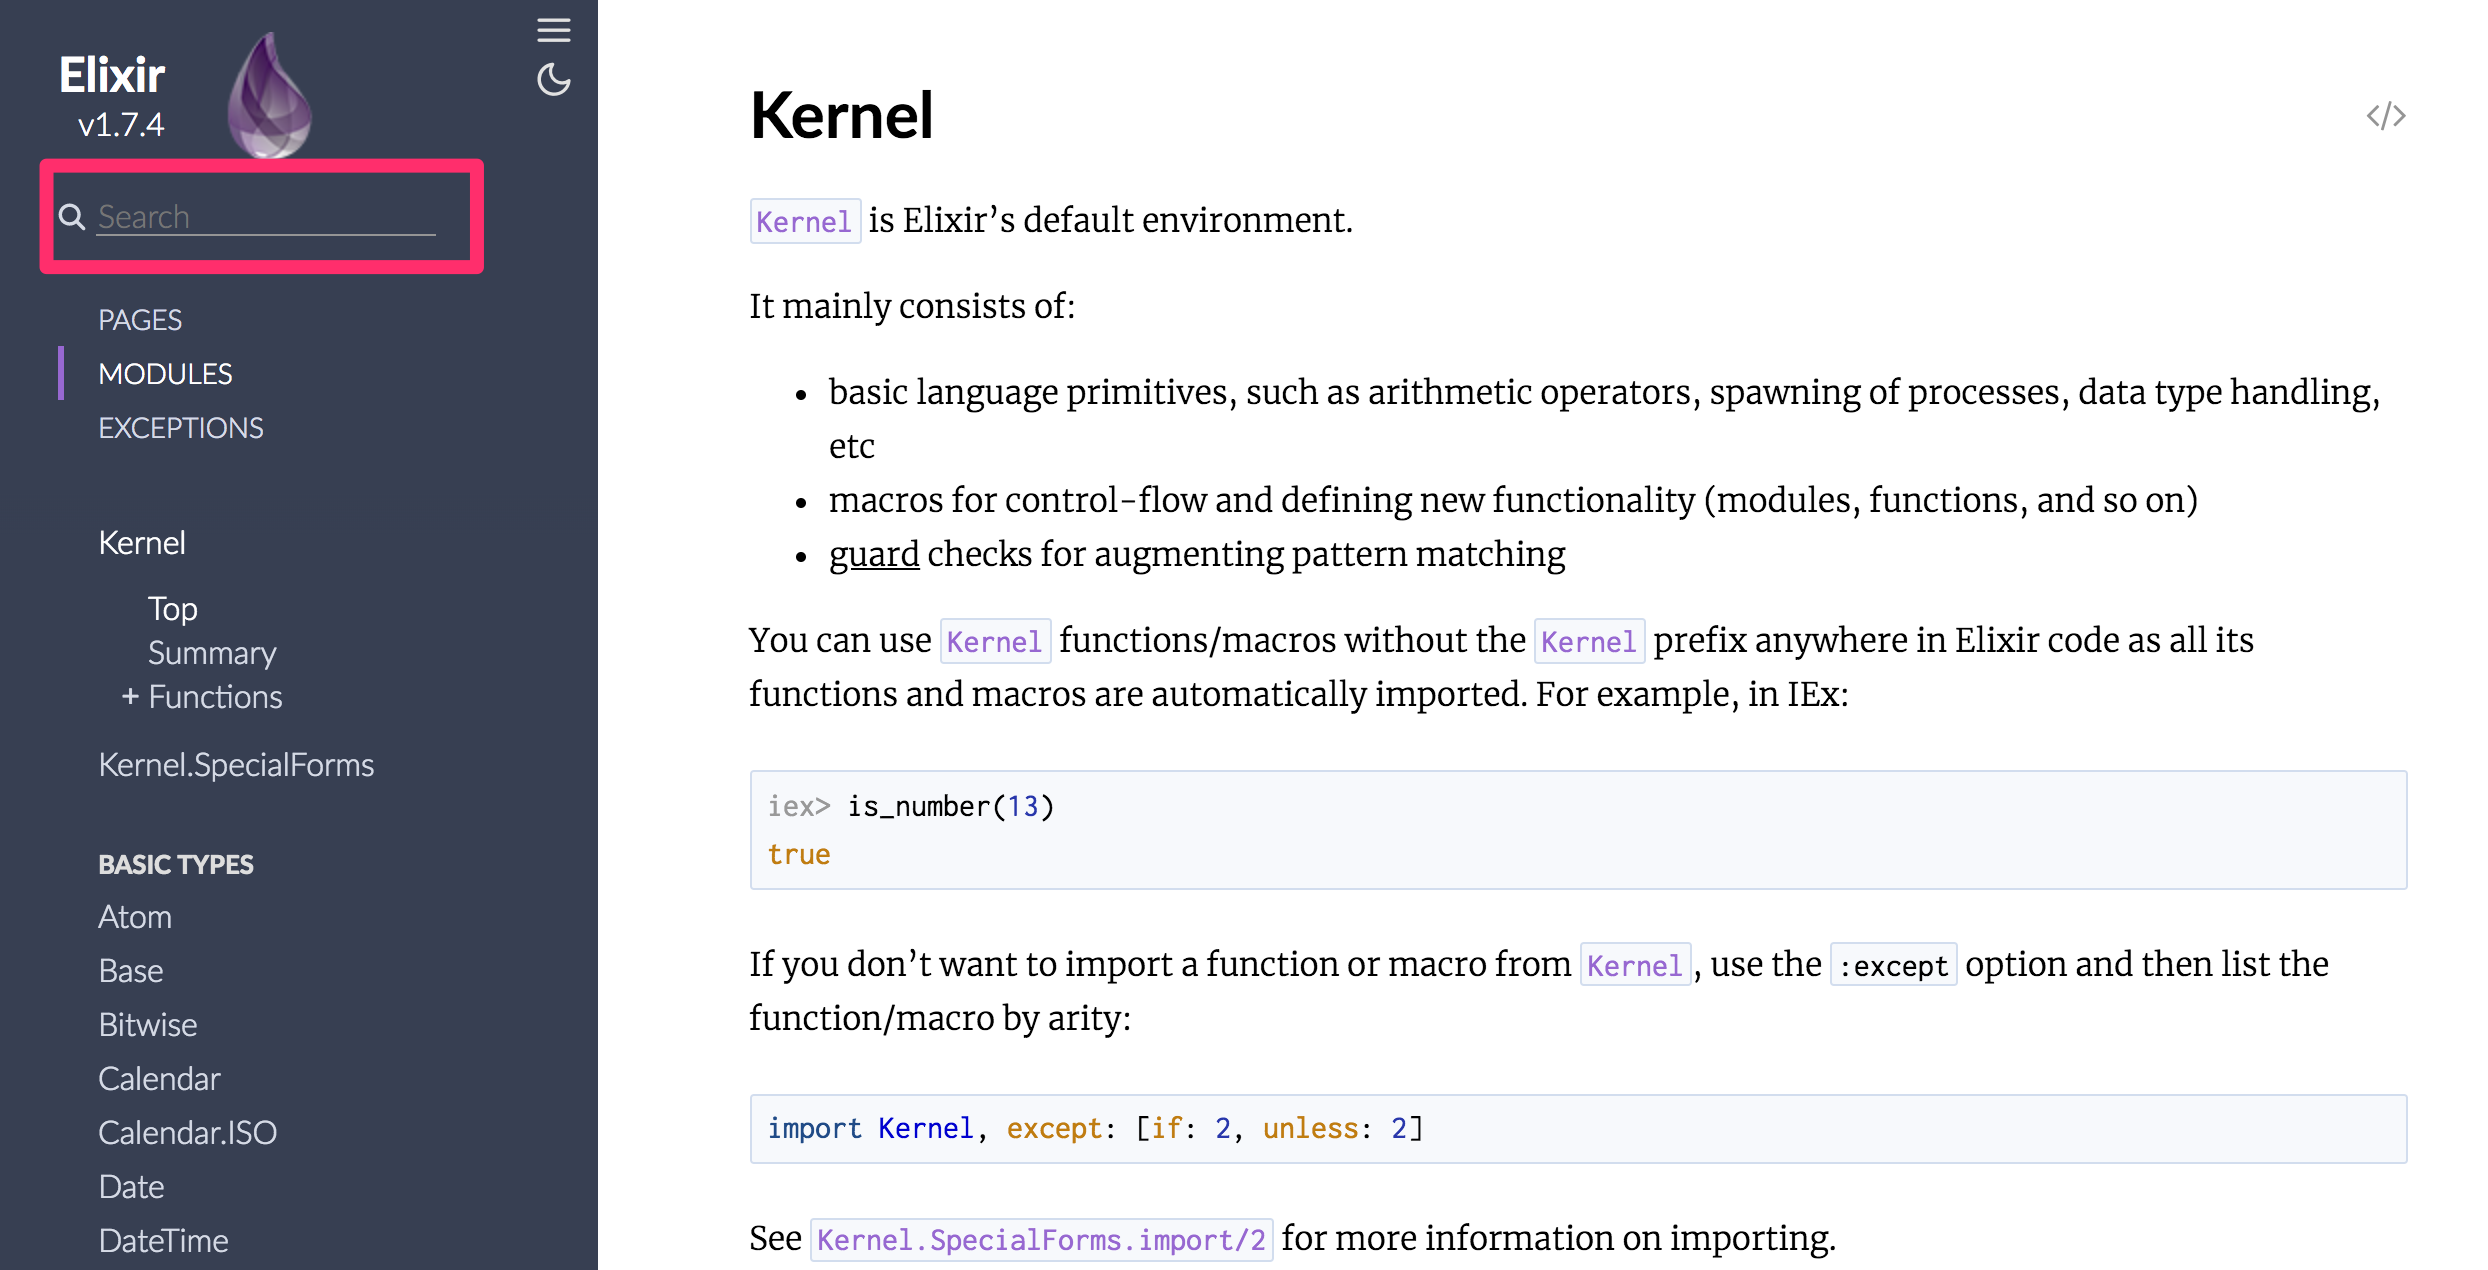 Elixir
v1.7.4
Search
PAGES
MODULES
EXCEPTIONS
Kernel
Top
Summary
+ Functions
Kernel.SpecialForms
BASIC TYPES
Atom
Base
Bitwise
Calendar
Calendar.ISO
Date
DateTime
Kernel
</>
Kernel is Elixir’s default environment.
It mainly consists of:
• basic language primitives, such as arithmetic operators, spawning of processes, data type handling,
etc
• macros for control-flow and defining new functionality (modules, functions, and so on)
• guard checks for augmenting pattern matching
You can use Kernel functions/macros without the Kernel prefix anywhere in Elixir code as all its
functions and macros are automatically imported. For example, in IEx:
iex> is_number(13)
true
If you don’t want to import a function or macro from Kernel, use the :except option and then list the
function/macro by arity:
import Kernel, except: [if: 2, unless: 2]
See Kernel.SpecialForms.import/2 for more information on importing.